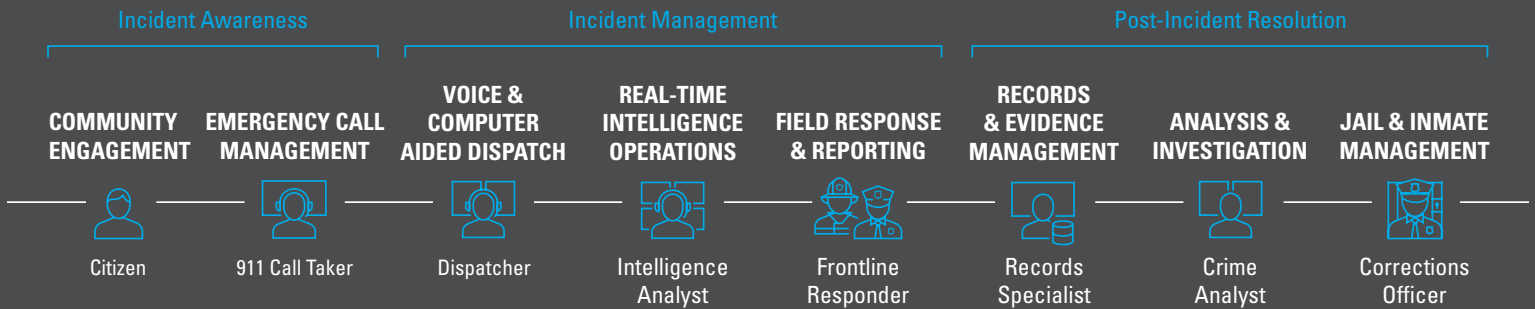 Incident Awareness
Incident Management
Post-Incident Resolution
COMMUNITY
ENGAGEMENT
EMERGENCY CALL
MANAGEMENT
VOICE &
COMPUTER
AIDED DISPATCH
REAL-TIME
INTELLIGENCE
OPERATIONS
FIELD RESPONSE
& REPORTING
RECORDS
& EVIDENCE
MANAGEMENT
ANALYSIS &
INVESTIGATION
JAIL & INMATE
MANAGEMENT
Citizen
911 Call Taker
Dispatcher
Intelligence
Analyst
Frontline
Responder
Records
Specialist
Crime
Analyst
Corrections
Officer